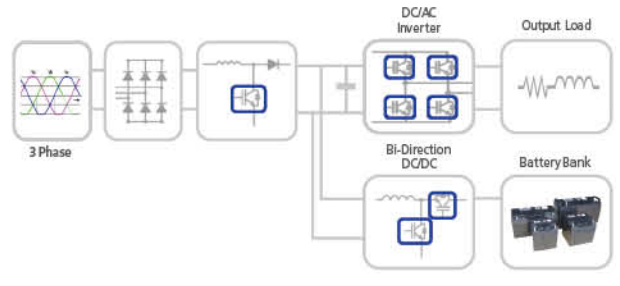 3 Phase
DC/AC
Inverter
Output Load
Bi-Direction
DC/DC
Battery Bank